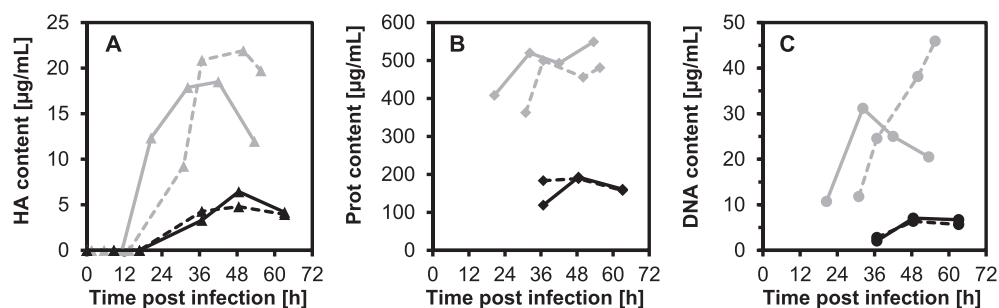 A
HA content [µg/mL]
25
20
15
10
5
0
0 12 24 36 48 60 72
Time post infection [h]
B
Prot content [µg/mL]
600
500
400
300
200
100
0
0 12 24 36 48 60 72
Time post infection [h]
C
DNA content [µg/mL]
50
40
30
20
10
0
0 12 24 36 48 60 72
Time post infection [h]